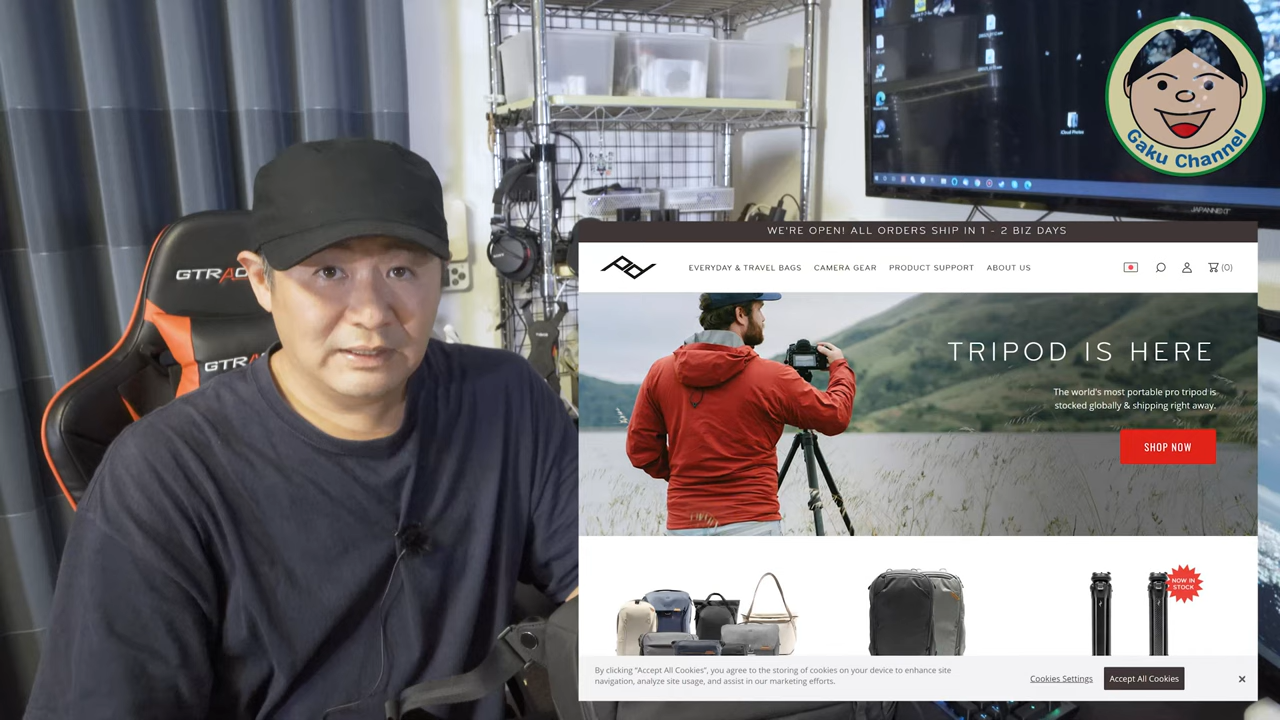 Gaku Channel
iCloud Photos
JAPANNEXT
GTRA
GTRA
WE'RE OPEN! ALL ORDERS SHIP IN 1 - 2 BIZ DAYS
EVERYDAY & TRAVEL BAGS CAMERA GEAR PRODUCT SUPPORT ABOUT US
(0)
TRIPOD IS HERE
The world's most portable pro tripod is
stocked globally & shipping right away.
SHOP NOW
NOW IN
STOCK
By clicking "Accept All Cookies", you agree to the storing of cookies on your device to enhance site
navigation, analyze site usage, and assist in our marketing efforts.
Cookies Settings
Accept All Cookies